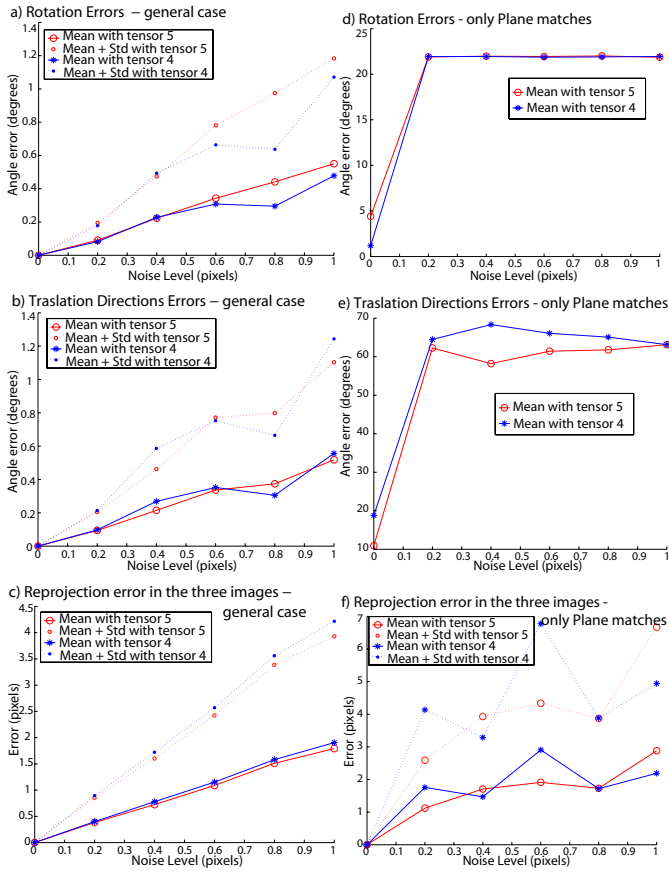 a) Rotation Errors – general case
Mean with tensor 5
Mean + Std with tensor 5
Mean with tensor 4
Mean + Std with tensor 4
Angle error (degrees)
1.4
1.2
1
0.8
0.6
0.4
0.2
0
0 0.1 0.2 0.3 0.4 0.5 0.6 0.7 0.8 0.9 1
Noise Level (pixels)
d) Rotation Errors - only Plane matches
Mean with tensor 5
Mean with tensor 4
Angle error (degrees)
25
20
15
10
5
0
0 0.1 0.2 0.3 0.4 0.5 0.6 0.7 0.8 0.9 1
Noise Level (pixels)
b) Traslation Directions Errors – general case
Mean with tensor 5
Mean + Std with tensor 5
Mean with tensor 4
Mean + Std with tensor 4
Angle error (degrees)
1.4
1.2
1
0.8
0.6
0.4
0.2
0
0 0.1 0.2 0.3 0.4 0.5 0.6 0.7 0.8 0.9 1
Noise Level (pixels)
e) Traslation Directions Errors - only Plane matches
Mean with tensor 5
Mean with tensor 4
Angle error (degrees)
70
60
50
40
30
20
10
0 0.1 0.2 0.3 0.4 0.5 0.6 0.7 0.8 0.9 1
Noise Level (pixels)
c) Reprojection error in the three images –
general case
Mean with tensor 5
Mean + Std with tensor 5
Mean with tensor 4
Mean + Std with tensor 4
Error (pixels)
4.5
4
3.5
3
2.5
2
1.5
1
0.5
0
0 0.1 0.2 0.3 0.4 0.5 0.6 0.7 0.8 0.9 1
Noise Level (pixels)
f) Reprojection error in the three images -
only Plane matches
Mean with tensor 5
Mean + Std with tensor 5
Mean with tensor 4
Mean + Std with tensor 4
Error (pixels)
7
6
5
4
3
2
1
0
0 0.1 0.2 0.3 0.4 0.5 0.6 0.7 0.8 0.9 1
Noise Level (pixels)